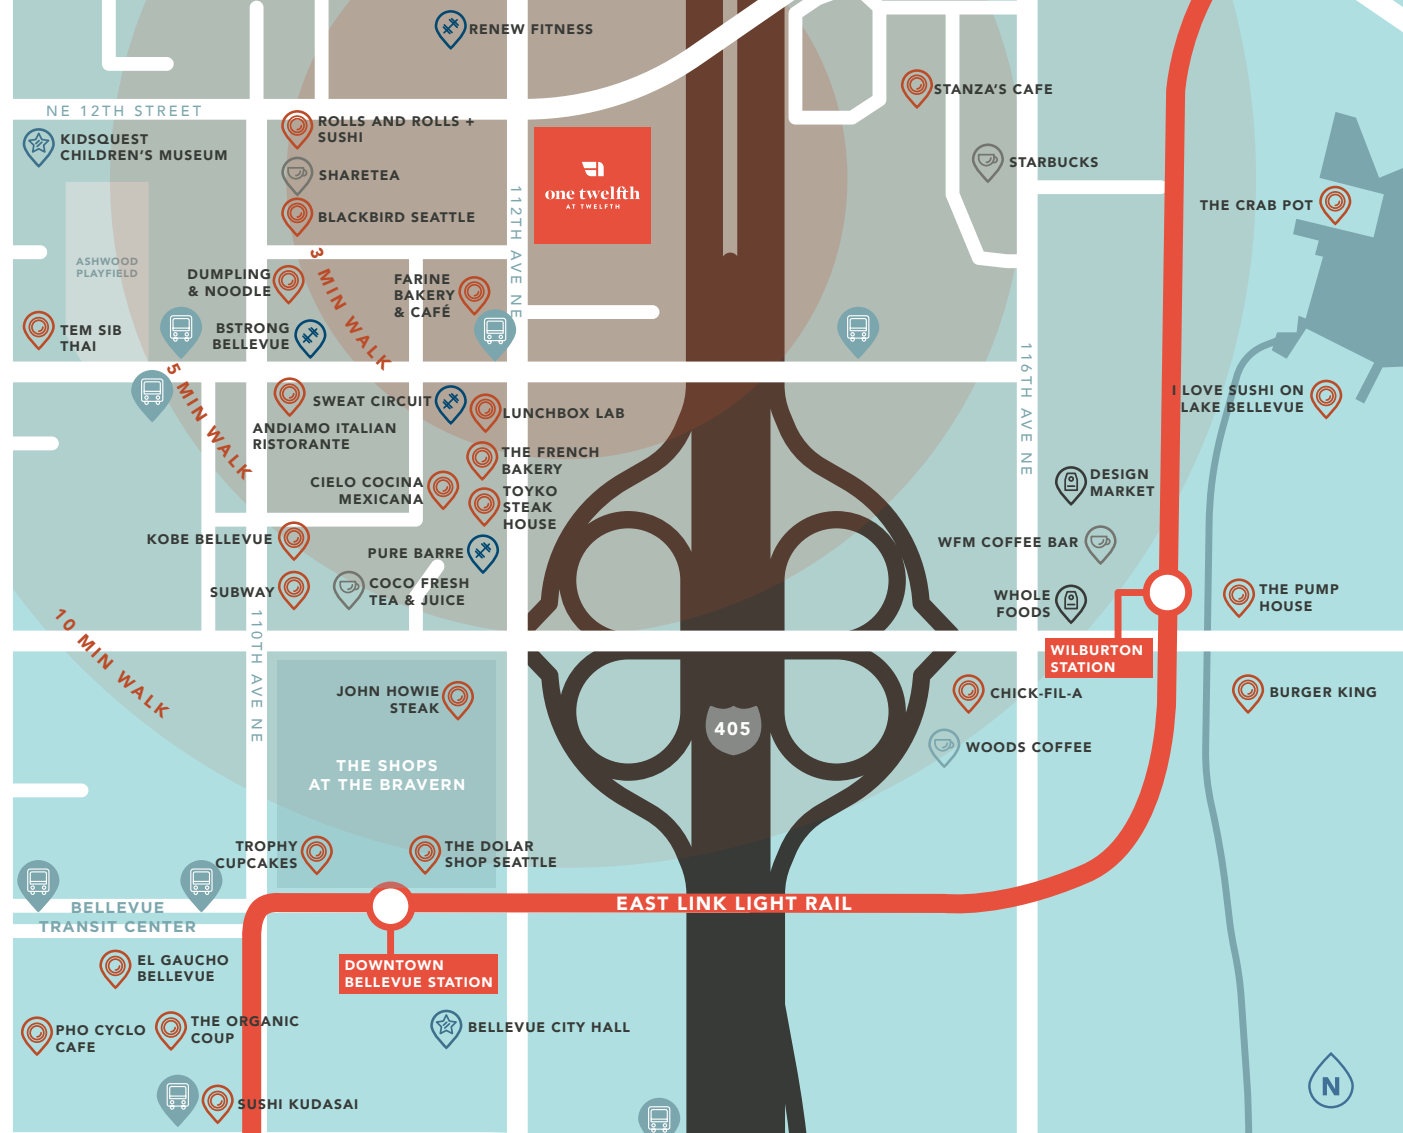 RENEW FITNESS
STANZA'S CAFE
NE 12TH STREET
ROLLS AND ROLLS +
SUSHI
KIDSQUEST
CHILDREN'S MUSEUM
SHARETEA
STARBUCKS
one twelfth
AT TWELFTH
112TH AVE NE
BLACKBIRD SEATTLE
THE CRAB POT
ASHWOOD
PLAYFIELD
3 MIN WALK
DUMPLING
& NOODLE
FARINE
BAKERY
& CAFÉ
TEM SIB
THAI
BSTRONG
BELLEVUE
5 MIN WALK
116TH AVE NE
SWEAT CIRCUIT
LUNCHBOX LAB
I LOVE SUSHI ON
LAKE BELLEVUE
ANDIAMO ITALIAN
RISTORANTE
THE FRENCH
BAKERY
CIELO COCINA
MEXICANA
TOYKO
STEAK
HOUSE
DESIGN
MARKET
KOBE BELLEVUE
PURE BARRE
WFM COFFEE BAR
SUBWAY
COCO FRESH
TEA & JUICE
WHOLE
FOODS
THE PUMP
HOUSE
10 MIN WALK
110TH AVE NE
WILBURTON
STATION
JOHN HOWIE
STEAK
CHICK-FIL-A
BURGER KING
405
WOODS COFFEE
THE SHOPS
AT THE BRAVERN
TROPHY
CUPCAKES
THE DOLAR
SHOP SEATTLE
EAST LINK LIGHT RAIL
BELLEVUE
TRANSIT CENTER
EL GAUCHO
BELLEVUE
DOWNTOWN
BELLEVUE STATION
PHO CYCLO
CAFE
THE ORGANIC
COUP
BELLEVUE CITY HALL
SUSHI KUDASAI
N